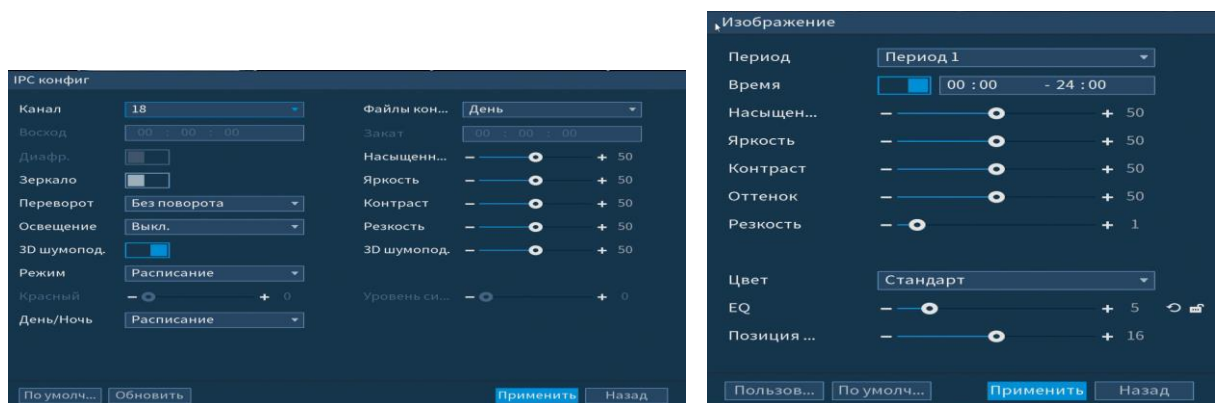 IPC конфиг
Канал 18 Файлы кон... День
Восход 00 : 00 : 00 Закат 00 : 00 : 00
Диафр. Насыщенн... - + 50
Зеркало Яркость - + 50
Переворот Без поворота Контраст - + 50
Освещение Выкл. Резкость - + 50
3D шумопод. 3D шумопод. - + 50
Режим Расписание
Красный - + 0 Уровень си... - + 0
День/Ночь Расписание
По умолч... Обновить Применить Назад
Изображение
Период Период 1
Время 00 : 00 - 24 : 00
Насыщен... - + 50
Яркость - + 50
Контраст - + 50
Оттенок - + 50
Резкость - + 1
Цвет Стандарт
EQ - + 5
Позиция ... - + 16
Пользов... По умолч... Применить Назад